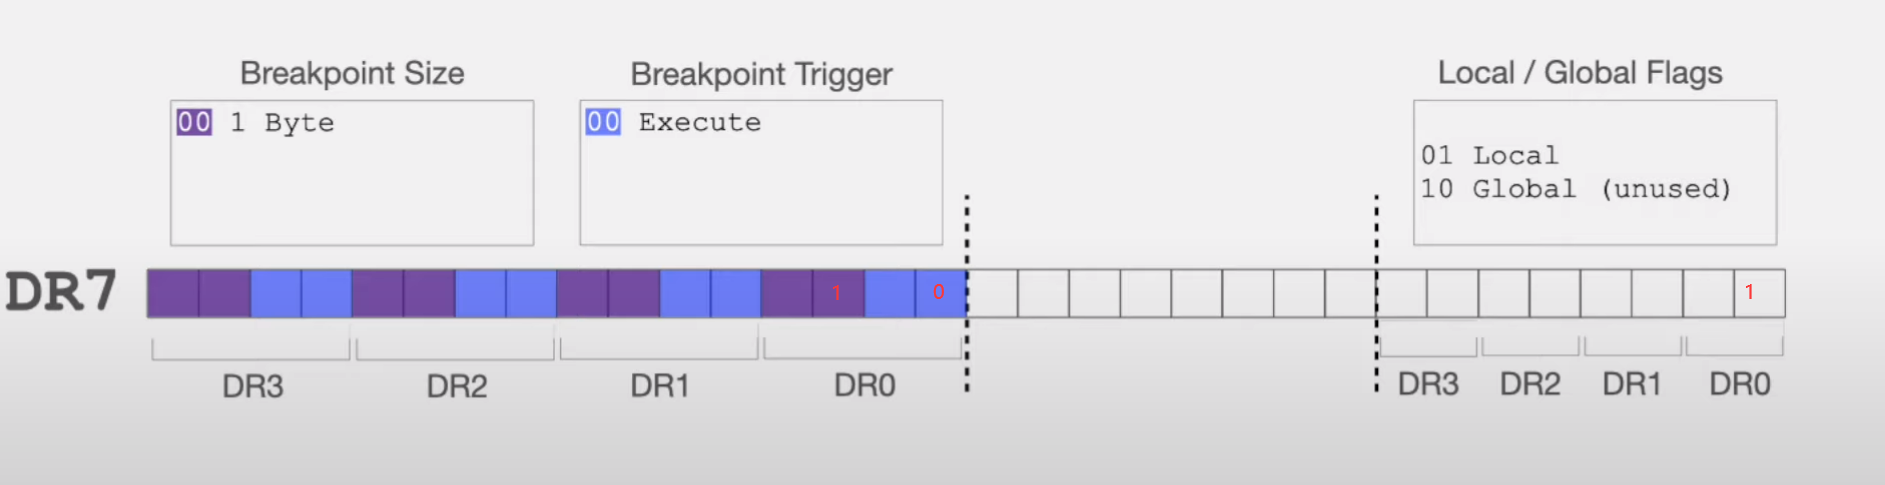 Breakpoint Size
Breakpoint Trigger
Local / Global Flags
00 1 Byte
00 Execute
01 Local
10 Global (unused)
DR7
1
0
1
DR3
DR2
DR1
DR0
DR3
DR2
DR1
DR0